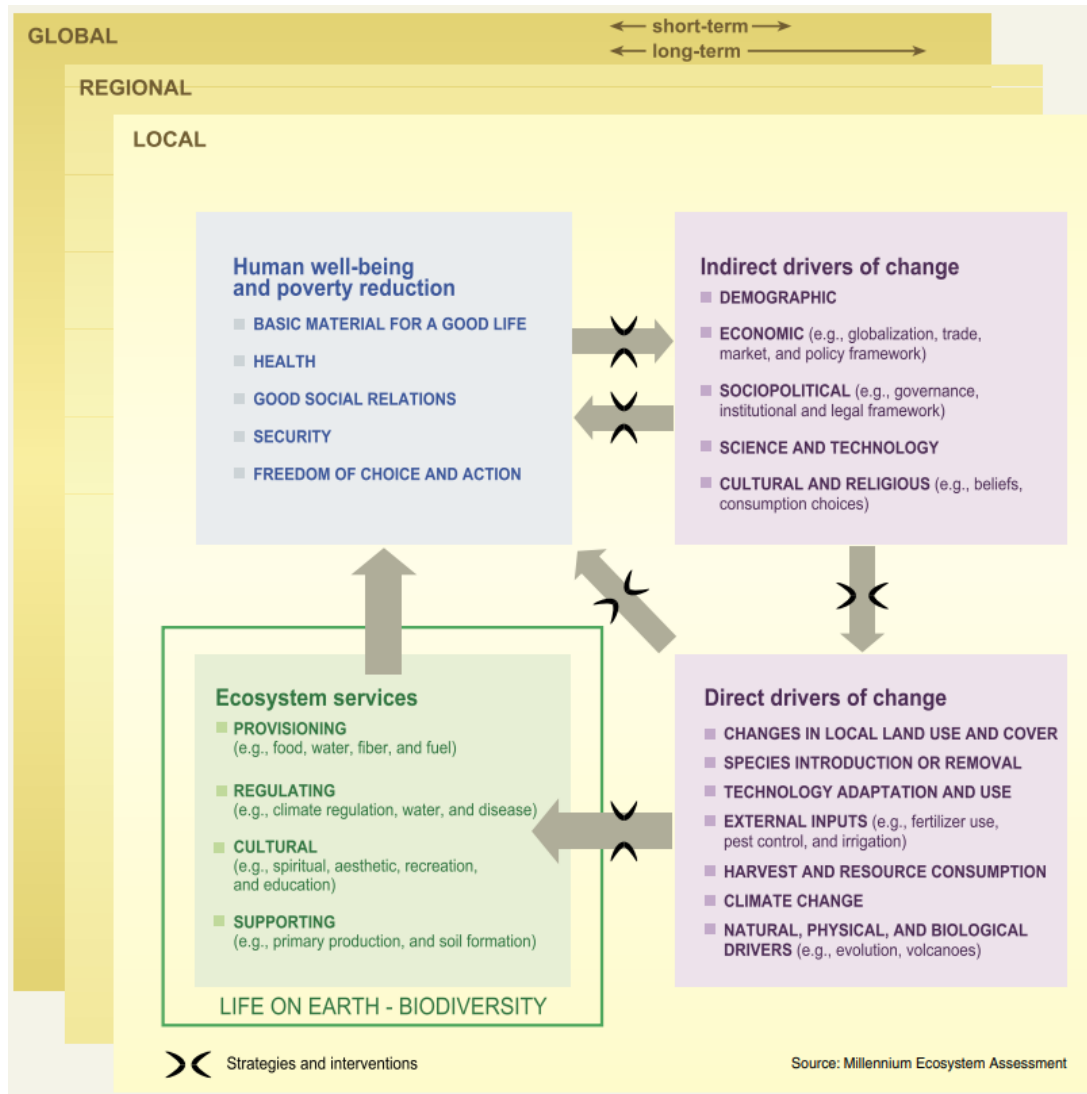 GLOBAL
short-term
long-term
REGIONAL
LOCAL
Human well-being
and poverty reduction
BASIC MATERIAL FOR A GOOD LIFE
HEALTH
GOOD SOCIAL RELATIONS
SECURITY
FREEDOM OF CHOICE AND ACTION
Indirect drivers of change
DEMOGRAPHIC
ECONOMIC (e.g., globalization, trade,
market, and policy framework)
SOCIOPOLITICAL (e.g., governance,
institutional and legal framework)
SCIENCE AND TECHNOLOGY
CULTURAL AND RELIGIOUS (e.g., beliefs,
consumption choices)
Ecosystem services
PROVISIONING
(e.g., food, water, fiber, and fuel)
REGULATING
(e.g., climate regulation, water, and disease)
CULTURAL
(e.g., spiritual, aesthetic, recreation,
and education)
SUPPORTING
(e.g., primary production, and soil formation)
LIFE ON EARTH - BIODIVERSITY
Direct drivers of change
CHANGES IN LOCAL LAND USE AND COVER
SPECIES INTRODUCTION OR REMOVAL
TECHNOLOGY ADAPTATION AND USE
EXTERNAL INPUTS (e.g., fertilizer use,
pest control, and irrigation)
HARVEST AND RESOURCE CONSUMPTION
CLIMATE CHANGE
NATURAL, PHYSICAL, AND BIOLOGICAL
DRIVERS (e.g., evolution, volcanoes)
Strategies and interventions
Source: Millennium Ecosystem Assessment